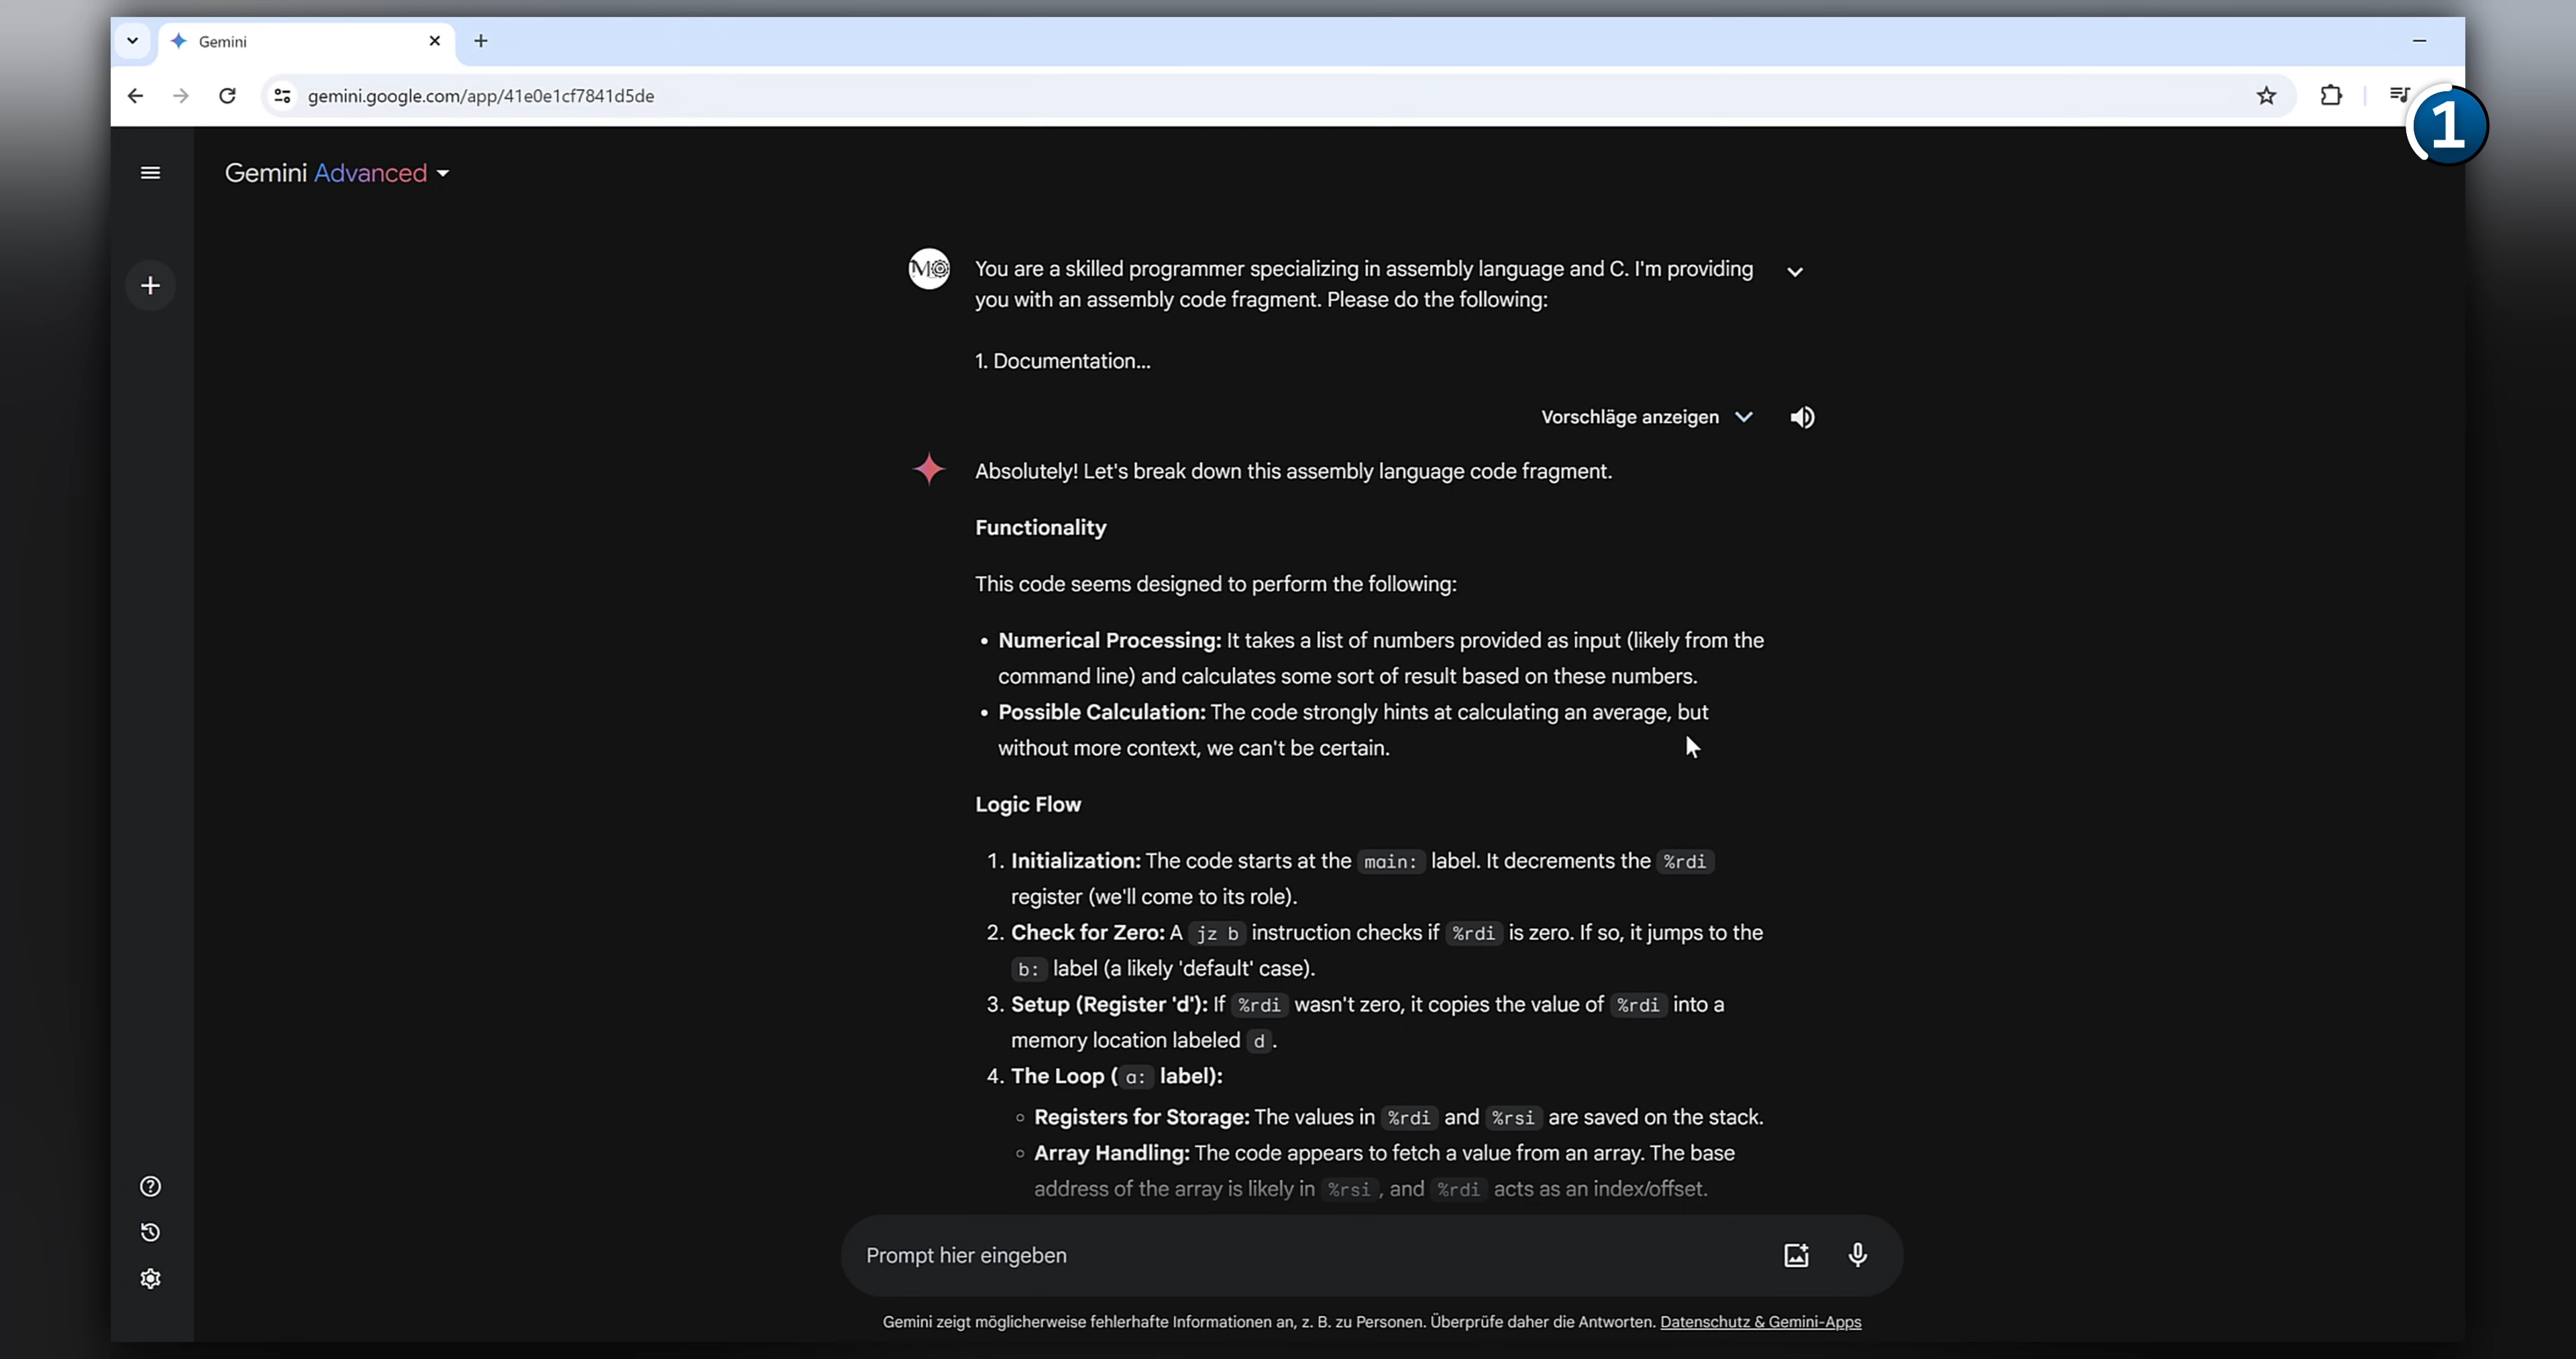 Gemini
gemini.google.com/app/41e0e1cf7841d5de
1
Gemini Advanced
You are a skilled programmer specializing in assembly language and C. I'm providing
you with an assembly code fragment. Please do the following:
1. Documentation...
Vorschläge anzeigen
Absolutely! Let's break down this assembly language code fragment.
Functionality
This code seems designed to perform the following:
• Numerical Processing: It takes a list of numbers provided as input (likely from the
command line) and calculates some sort of result based on these numbers.
• Possible Calculation: The code strongly hints at calculating an average, but
without more context, we can't be certain.
Logic Flow
1. Initialization: The code starts at the main: label. It decrements the %rdi
register (we'll come to its role).
2. Check for Zero: A jz b instruction checks if %rdi is zero. If so, it jumps to the
b: label (a likely 'default' case).
3. Setup (Register 'd'): If %rdi wasn't zero, it copies the value of %rdi into a
memory location labeled d.
4. The Loop (a: label):
○ Registers for Storage: The values in %rdi and %rsi are saved on the stack.
○ Array Handling: The code appears to fetch a value from an array. The base
address of the array is likely in %rsi, and %rdi acts as an index/offset.
Prompt hier eingeben
Gemini zeigt möglicherweise fehlerhafte Informationen an, z. B. zu Personen. Überprüfe daher die Antworten. Datenschutz & Gemini-Apps